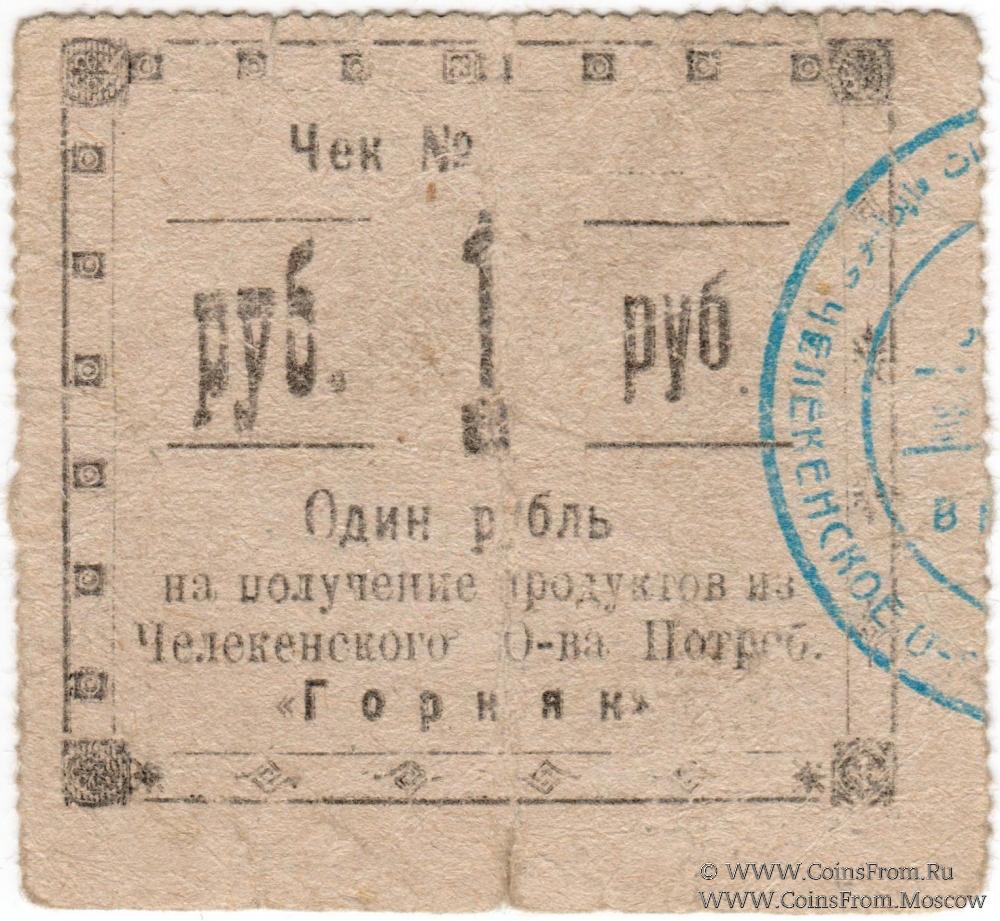 Чек №
руб. 1 руб.
Один рубль
на получение продуктов из
Челекенского О-ва Потреб.
«Горняк»
ЧЕЛЕКЕНСКОЕ О-
В
© WWW.CoinsFrom.Ru
WWW.CoinsFrom.Moscow